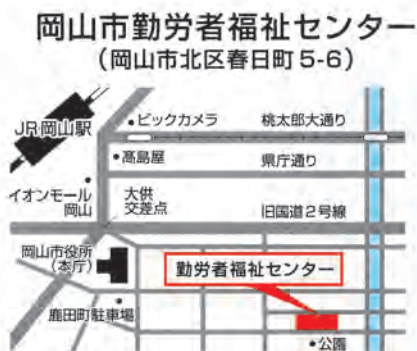 岡山市勤労者福祉センター
(岡山市北区春日町5-6)
JR岡山駅
ビックカメラ
桃太郎大通り
髙島屋
県庁通り
イオンモール
岡山
大供
交差点
旧国道2号線
岡山市役所
(本庁)
勤労者福祉センター
鹿田町駐車場
公園